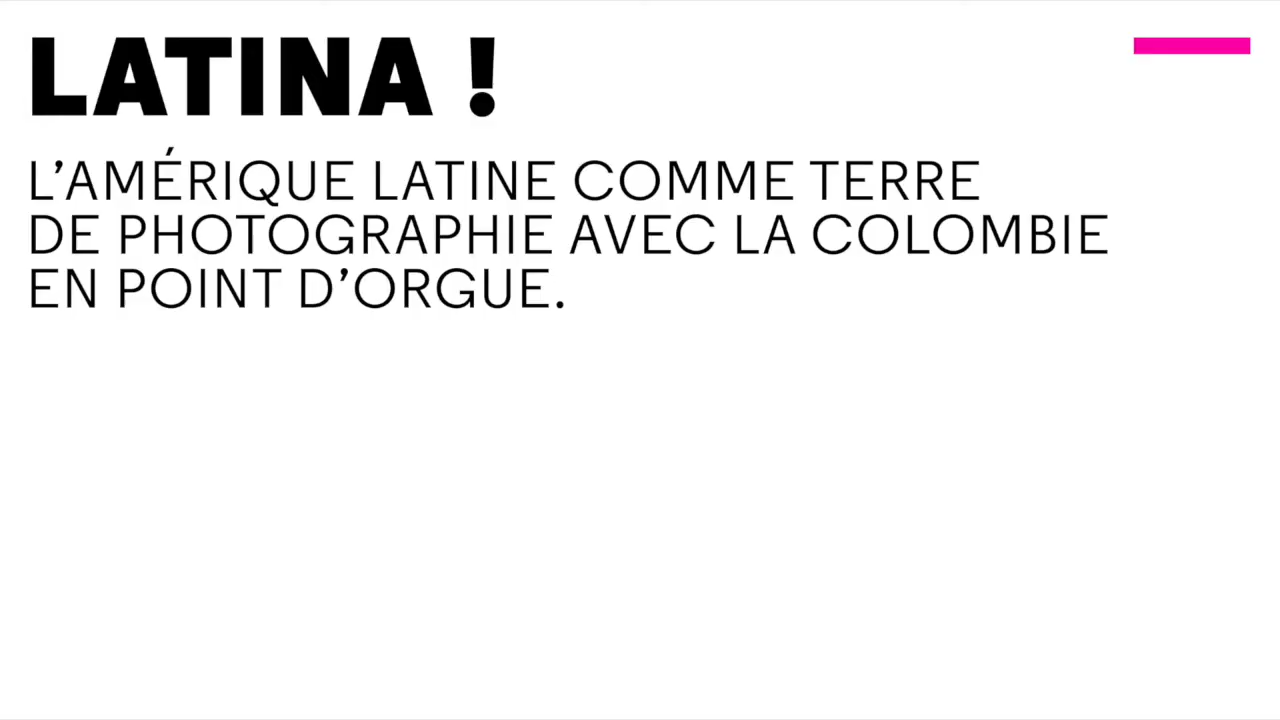 LATINA !
L’AMÉRIQUE LATINE COMME TERRE
DE PHOTOGRAPHIE AVEC LA COLOMBIE
EN POINT D’ORGUE.